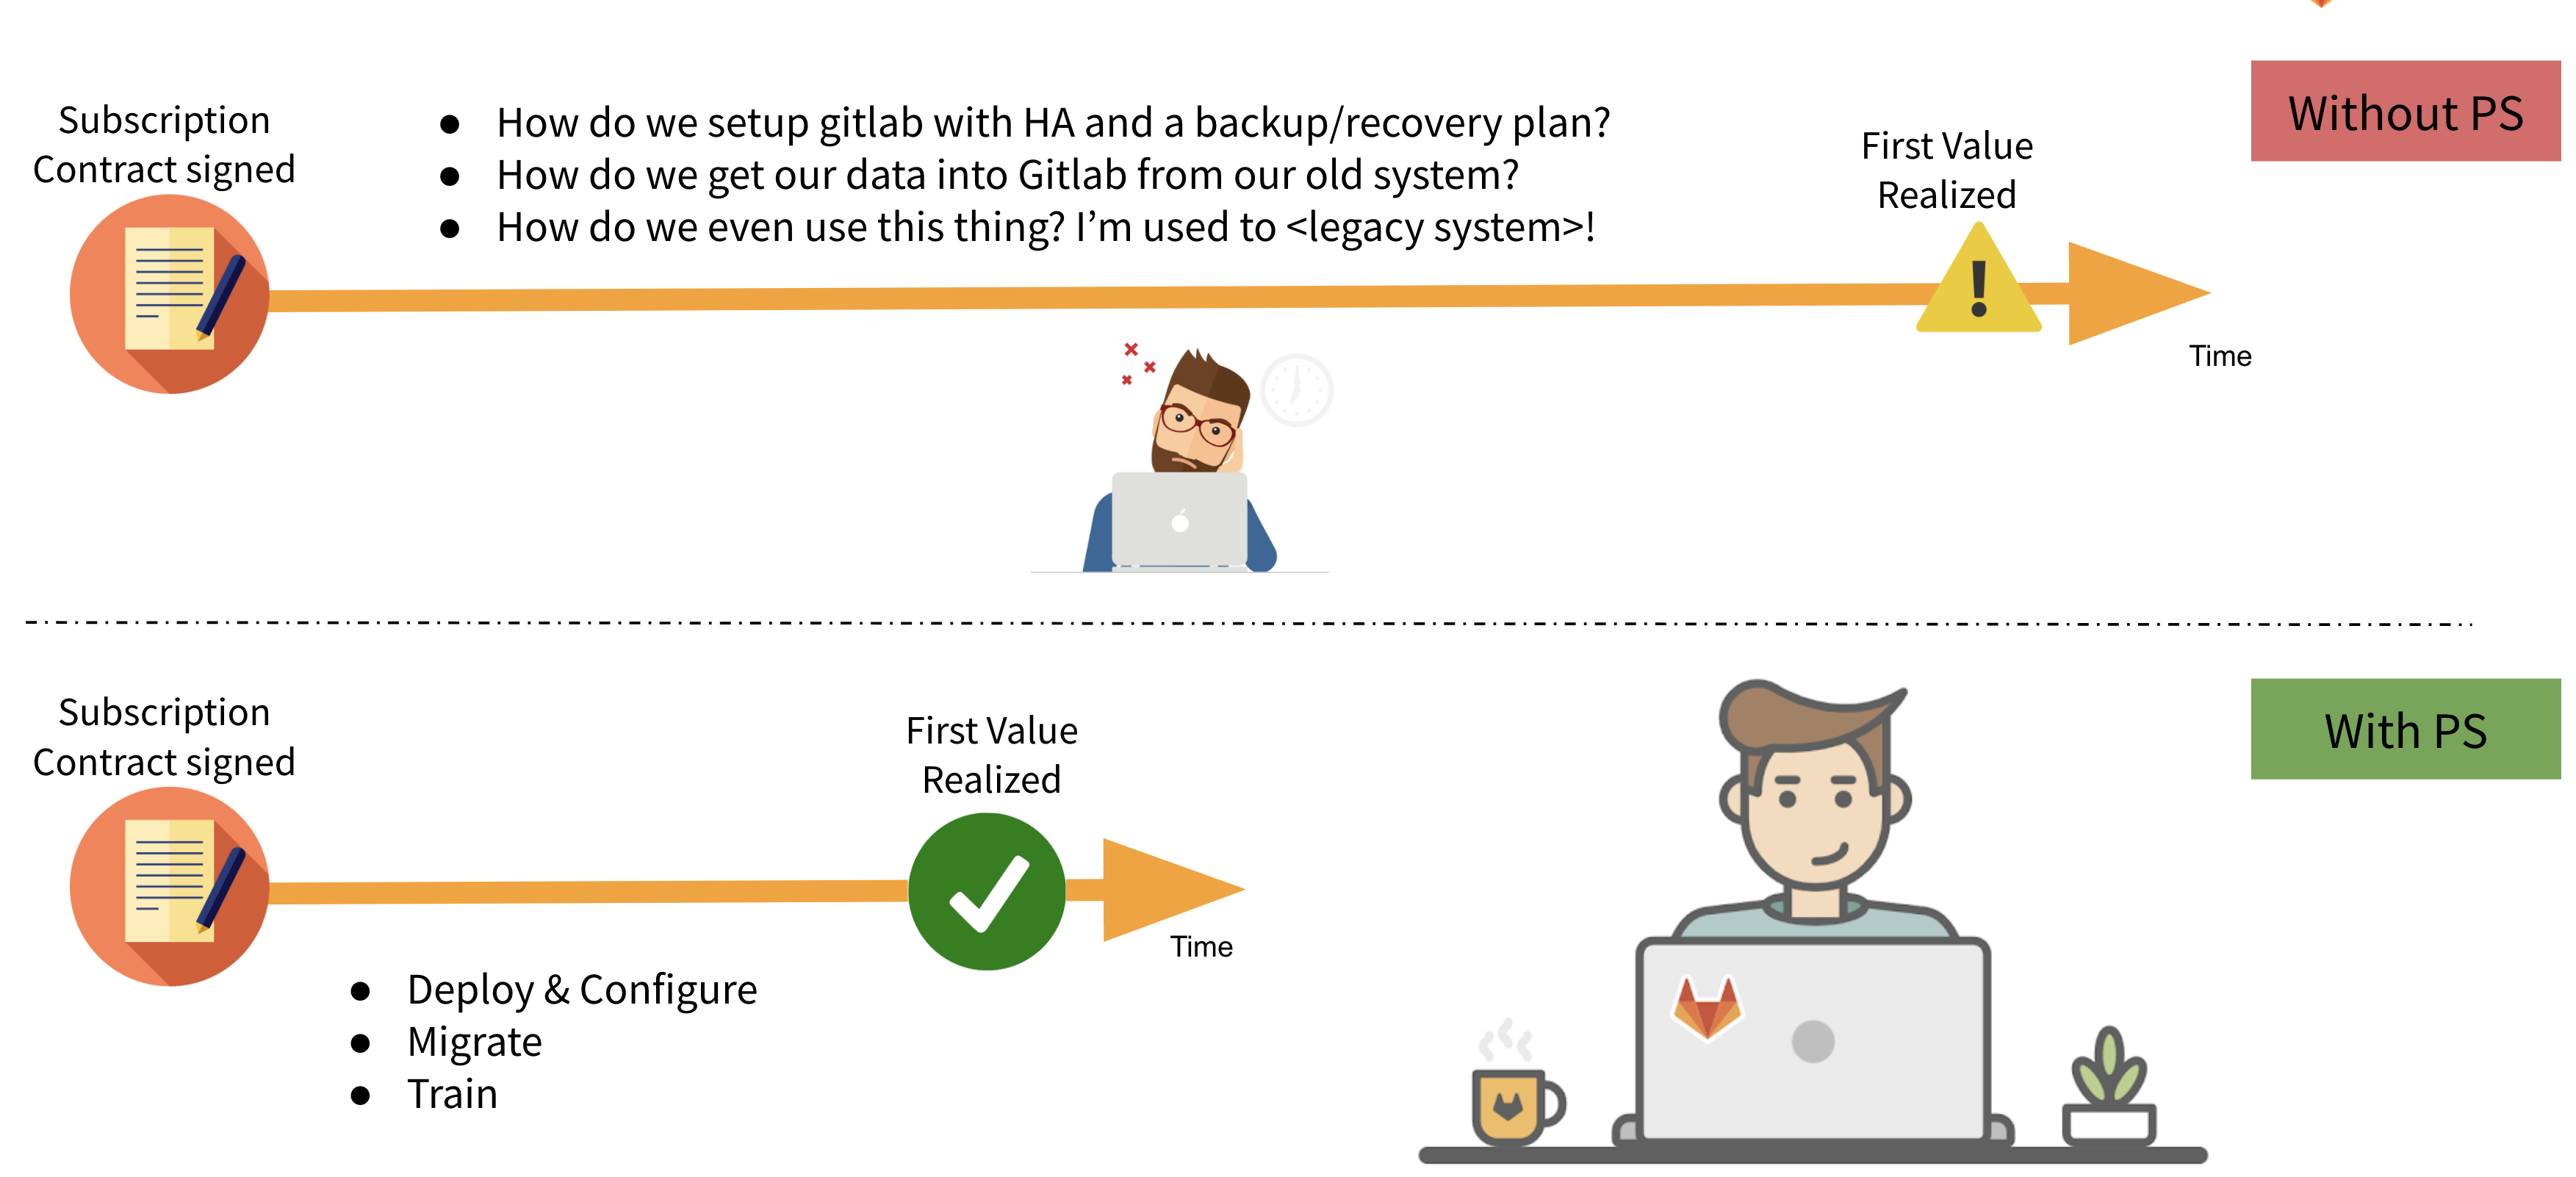 Without PS
Subscription
Contract signed
● How do we setup gitlab with HA and a backup/recovery plan?
● How do we get our data into Gitlab from our old system?
● How do we even use this thing? I’m used to <legacy system>!
First Value
Realized
Time
With PS
Subscription
Contract signed
First Value
Realized
Time
● Deploy & Configure
● Migrate
● Train